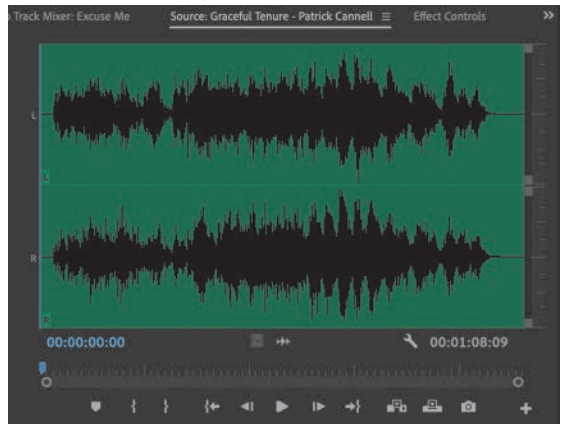 Track Mixer: Excuse Me Source: Graceful Tenure - Patrick Cannell Effect Controls
L
L
R
R
00:00:00:00 00:01:08:09